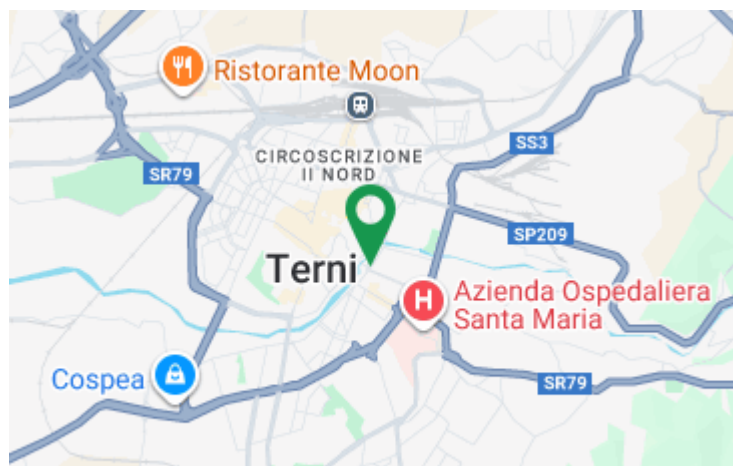 Ristorante Moon
CIRCOSCRIZIONE
II NORD
SS3
SR79
SP209
Terni
H
Azienda Ospedaliera
Santa Maria
Cospea
SR79